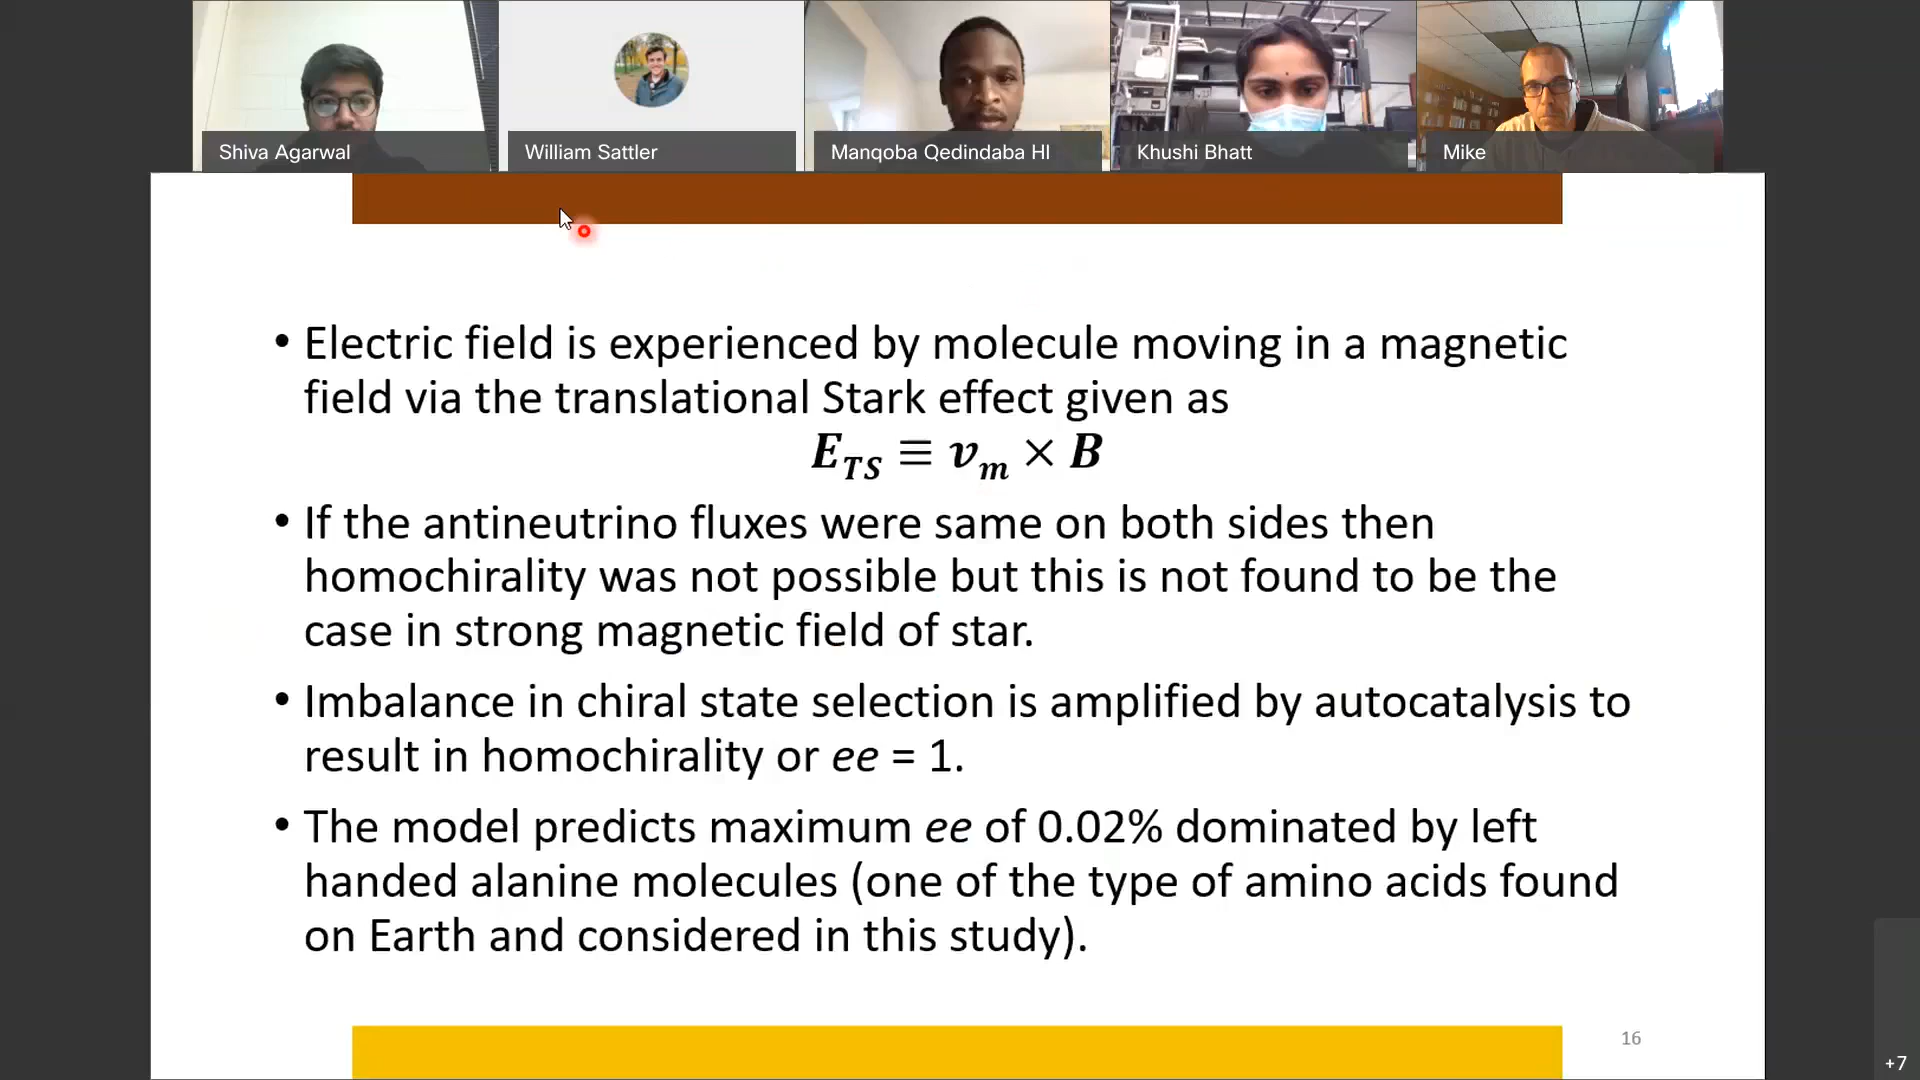 Shiva Agarwal
William Sattler
Manqoba Qedindaba Hl
Khushi Bhatt
Mike
• Electric field is experienced by molecule moving in a magnetic
field via the translational Stark effect given as
E_TS ≡ v_m × B
• If the antineutrino fluxes were same on both sides then
homochirality was not possible but this is not found to be the
case in strong magnetic field of star.
• Imbalance in chiral state selection is amplified by autocatalysis to
result in homochirality or ee = 1.
• The model predicts maximum ee of 0.02% dominated by left
handed alanine molecules (one of the type of amino acids found
on Earth and considered in this study).
16
+7